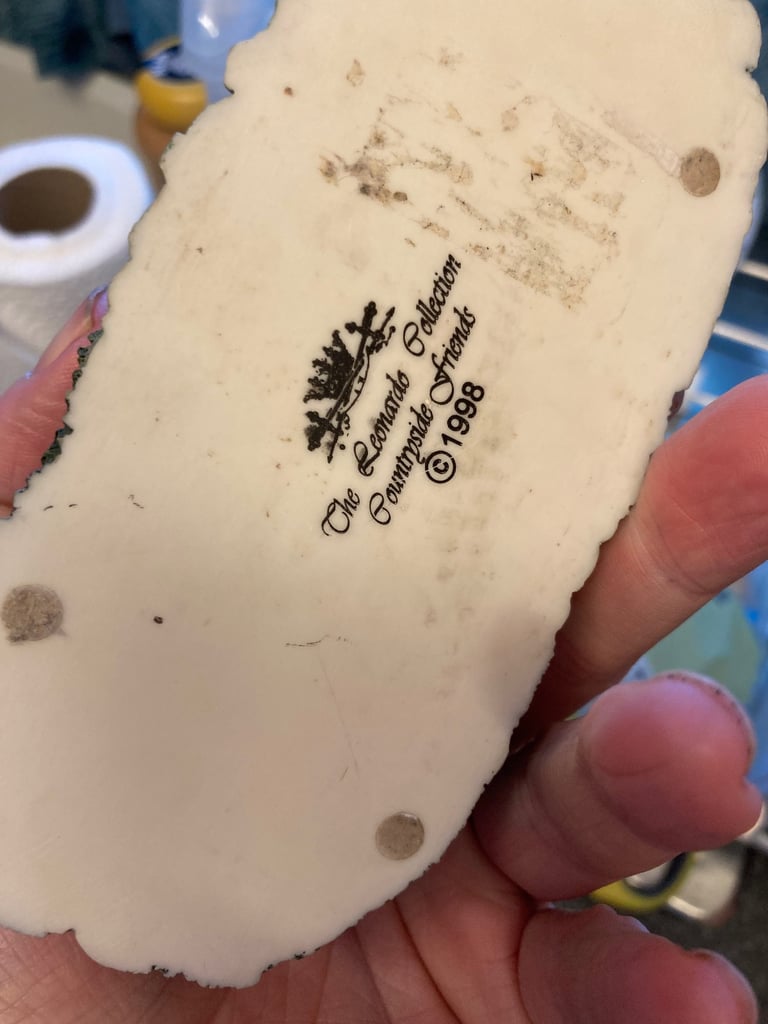 The Leonardo Collection
Countryside Friends
© 1998